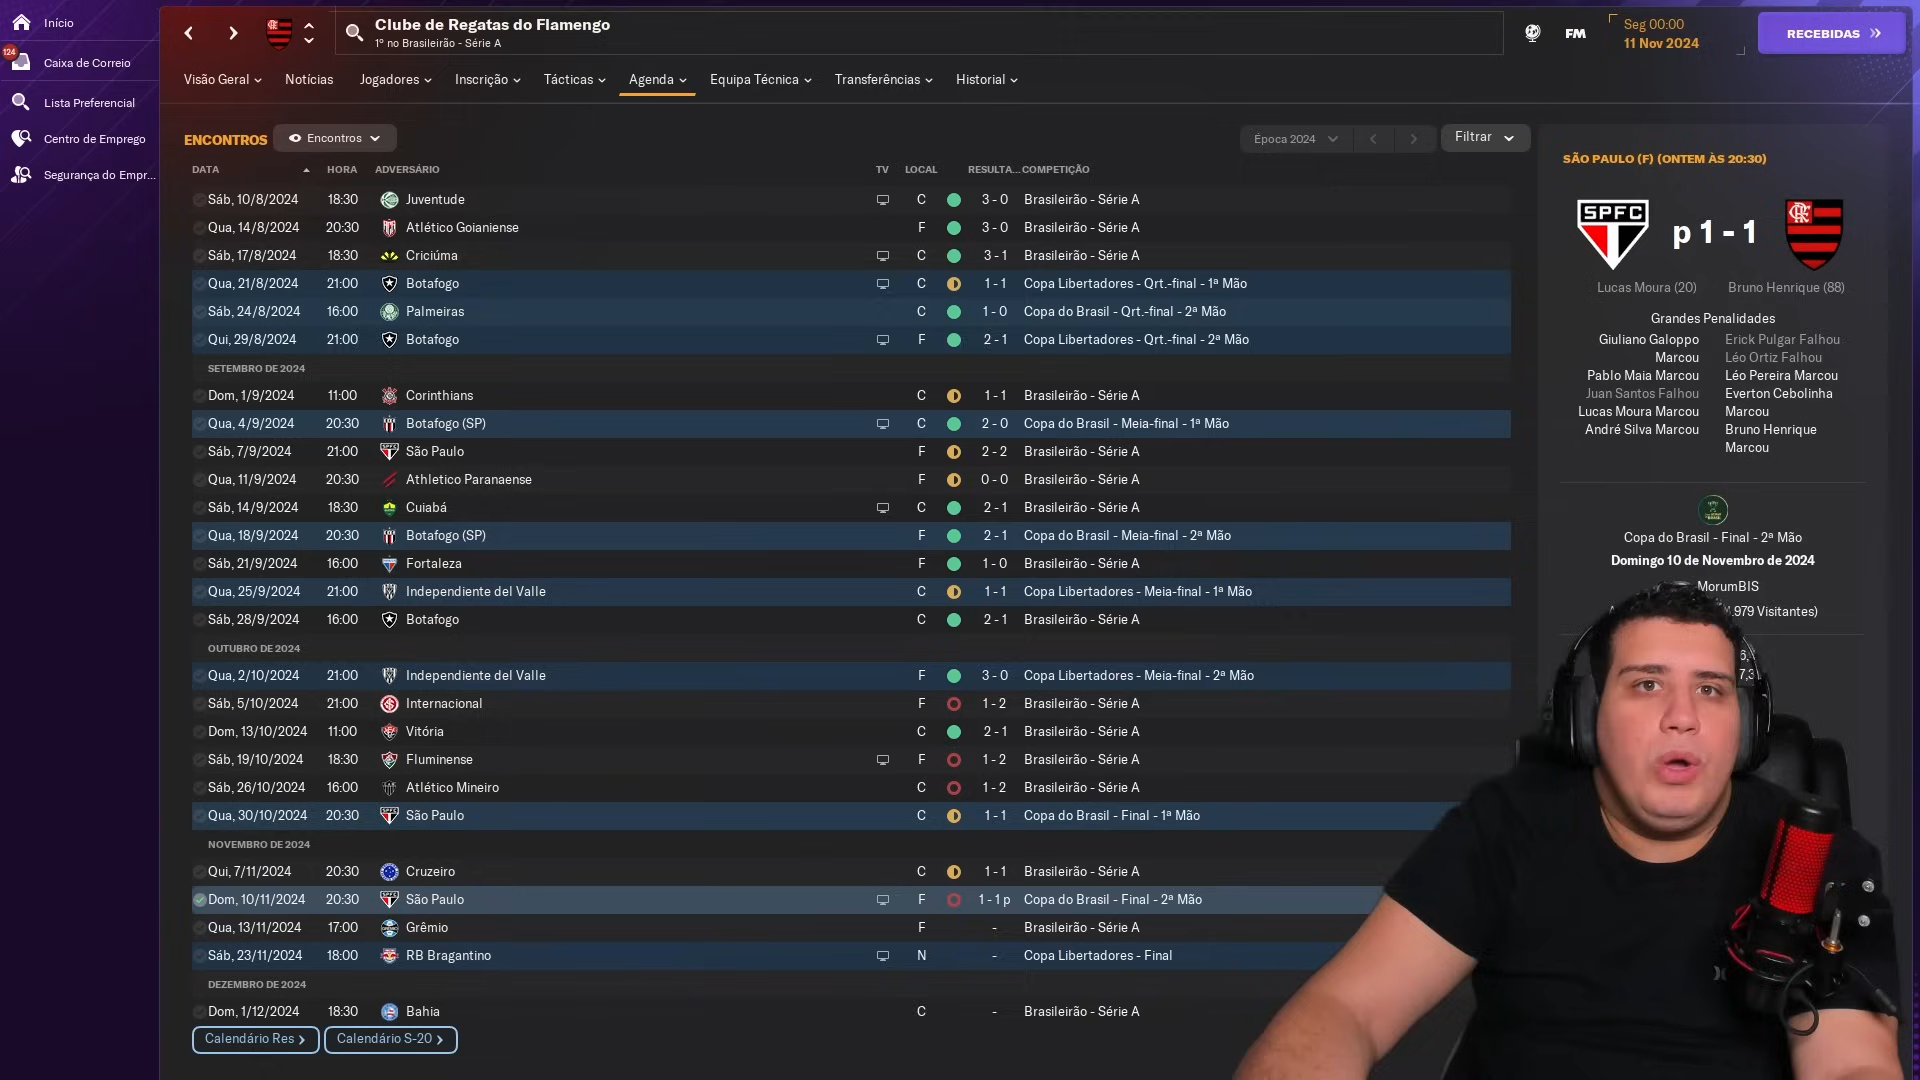 Início
124
Caixa de Correio
Lista Preferencial
Centro de Emprego
Segurança do Empr...
Clube de Regatas do Flamengo
1º no Brasileirão - Série A
FM
Seg 00:00
11 Nov 2024
RECEBIDAS
Visão Geral
Notícias
Jogadores
Inscrição
Tácticas
Agenda
Equipa Técnica
Transferências
Historial
ENCONTROS
Encontros
Época 2024
Filtrar
DATA HORA ADVERSÁRIO TV LOCAL RESULTA... COMPETIÇÃO
Sáb, 10/8/2024 18:30 Juventude C 3 - 0 Brasileirão - Série A
Qua, 14/8/2024 20:30 Atlético Goianiense F 3 - 0 Brasileirão - Série A
Sáb, 17/8/2024 18:30 Criciúma C 3 - 1 Brasileirão - Série A
Qua, 21/8/2024 21:00 Botafogo C 1 - 1 Copa Libertadores - Qrt.-final - 1ª Mão
Sáb, 24/8/2024 16:00 Palmeiras C 1 - 0 Copa do Brasil - Qrt.-final - 2ª Mão
Qui, 29/8/2024 21:00 Botafogo F 2 - 1 Copa Libertadores - Qrt.-final - 2ª Mão
SETEMBRO DE 2024
Dom, 1/9/2024 11:00 Corinthians C 1 - 1 Brasileirão - Série A
Qua, 4/9/2024 20:30 Botafogo (SP) C 2 - 0 Copa do Brasil - Meia-final - 1ª Mão
Sáb, 7/9/2024 21:00 São Paulo F 2 - 2 Brasileirão - Série A
Qua, 11/9/2024 20:30 Athletico Paranaense F 0 - 0 Brasileirão - Série A
Sáb, 14/9/2024 18:30 Cuiabá C 2 - 1 Brasileirão - Série A
Qua, 18/9/2024 20:30 Botafogo (SP) F 2 - 1 Copa do Brasil - Meia-final - 2ª Mão
Sáb, 21/9/2024 16:00 Fortaleza F 1 - 0 Brasileirão - Série A
Qua, 25/9/2024 21:00 Independiente del Valle C 1 - 1 Copa Libertadores - Meia-final - 1ª Mão
Sáb, 28/9/2024 16:00 Botafogo C 2 - 1 Brasileirão - Série A
OUTUBRO DE 2024
Qua, 2/10/2024 21:00 Independiente del Valle F 3 - 0 Copa Libertadores - Meia-final - 2ª Mão
Sáb, 5/10/2024 21:00 Internacional F 1 - 2 Brasileirão - Série A
Dom, 13/10/2024 11:00 Vitória C 2 - 1 Brasileirão - Série A
Sáb, 19/10/2024 18:30 Fluminense F 1 - 2 Brasileirão - Série A
Sáb, 26/10/2024 16:00 Atlético Mineiro C 1 - 2 Brasileirão - Série A
Qua, 30/10/2024 20:30 São Paulo C 1 - 1 Copa do Brasil - Final - 1ª Mão
NOVEMBRO DE 2024
Qui, 7/11/2024 20:30 Cruzeiro C 1 - 1 Brasileirão - Série A
Dom, 10/11/2024 20:30 São Paulo F 1 - 1 p Copa do Brasil - Final - 2ª Mão
Qua, 13/11/2024 17:00 Grêmio F - Brasileirão - Série A
Sáb, 23/11/2024 18:00 RB Bragantino N - Copa Libertadores - Final
DEZEMBRO DE 2024
Dom, 1/12/2024 18:30 Bahia C - Brasileirão - Série A
Calendário Res
Calendário S-20
SÃO PAULO (F) (ONTEM ÀS 20:30)
SPFC
p 1 - 1
Lucas Moura (20) Bruno Henrique (88)
Grandes Penalidades
Giuliano Galoppo Erick Pulgar Falhou
Marcou Léo Ortiz Falhou
Pablo Maia Marcou Léo Pereira Marcou
Juan Santos Falhou Everton Cebolinha
Lucas Moura Marcou Marcou
André Silva Marcou Bruno Henrique
Marcou
Copa do Brasil - Final - 2ª Mão
Domingo 10 de Novembro de 2024
MorumBIS
.979 Visitantes)